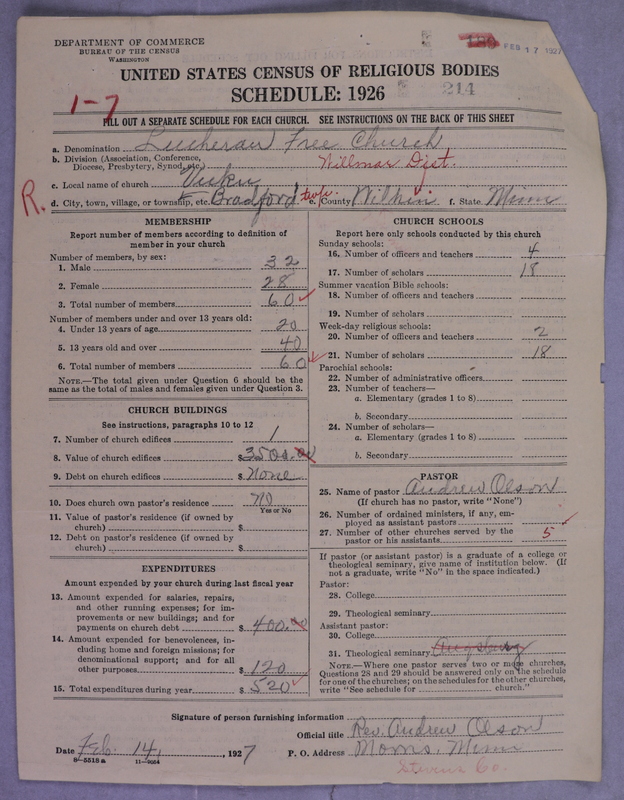 DEPARTMENT OF COMMERCE
BUREAU OF THE CENSUS
WASHINGTON
FEB 17 1927
UNITED STATES CENSUS OF RELIGIOUS BODIES
SCHEDULE: 1926
214
1-7
FILL OUT A SEPARATE SCHEDULE FOR EACH CHURCH. SEE INSTRUCTIONS ON THE BACK OF THIS SHEET
a. Denomination Lutheran Free Church
b. Division (Association, Conference, Diocese, Presbytery, Synod, etc.) Willmar Dist.
c. Local name of church
R.
d. City, town, village, or township, etc. Bradford twp. e. County Wilkin f. State Minn
MEMBERSHIP
Report number of members according to definition of member in your church
Number of members, by sex:
1. Male 32
2. Female 28
3. Total number of members 60
Number of members under and over 13 years old:
4. Under 13 years of age 20
5. 13 years old and over 40
6. Total number of members 60
NOTE.—The total given under Question 6 should be the same as the total of males and females given under Question 3.
CHURCH BUILDINGS
See instructions, paragraphs 10 to 12
7. Number of church edifices 1
8. Value of church edifices $3500.00
9. Debt on church edifices $ None
10. Does church own pastor's residence no
Yes or No
11. Value of pastor's residence (if owned by church) $
12. Debt on pastor's residence (if owned by church) $
EXPENDITURES
Amount expended by your church during last fiscal year
13. Amount expended for salaries, repairs, and other running expenses; for improvements or new buildings; and for payments on church debt $ 400.00
14. Amount expended for benevolences, including home and foreign missions; for denominational support; and for all other purposes $ 120
15. Total expenditures during year $ 520
CHURCH SCHOOLS
Report here only schools conducted by this church
Sunday schools:
16. Number of officers and teachers 4
17. Number of scholars 18
Summer vacation Bible schools:
18. Number of officers and teachers
19. Number of scholars
Week-day religious schools:
20. Number of officers and teachers 2
21. Number of scholars 18
Parochial schools:
22. Number of administrative officers
23. Number of teachers—
a. Elementary (grades 1 to 8)
b. Secondary
24. Number of scholars—
a. Elementary (grades 1 to 8)
b. Secondary
PASTOR
25. Name of pastor Andrew Olson
(If church has no pastor, write "None")
26. Number of ordained ministers, if any, employed as assistant pastors
27. Number of other churches served by the pastor or his assistants 5
If pastor (or assistant pastor) is a graduate of a college or theological seminary, give name of institution below. (If not a graduate, write "No" in the space indicated.)
Pastor:
28. College
29. Theological seminary
Assistant pastor:
30. College
31. Theological seminary Augsburg
NOTE.—Where one pastor serves two or more churches, Questions 28 and 29 should be answered only on the schedule for one of the churches; on the schedules for the other churches, write "See schedule for church."
Signature of person furnishing information
Official title Rev. Andrew Olson
Date Feb. 14, 1927 P. O. Address Morris, Minn
8—5518a 11—9064
Stevens Co.